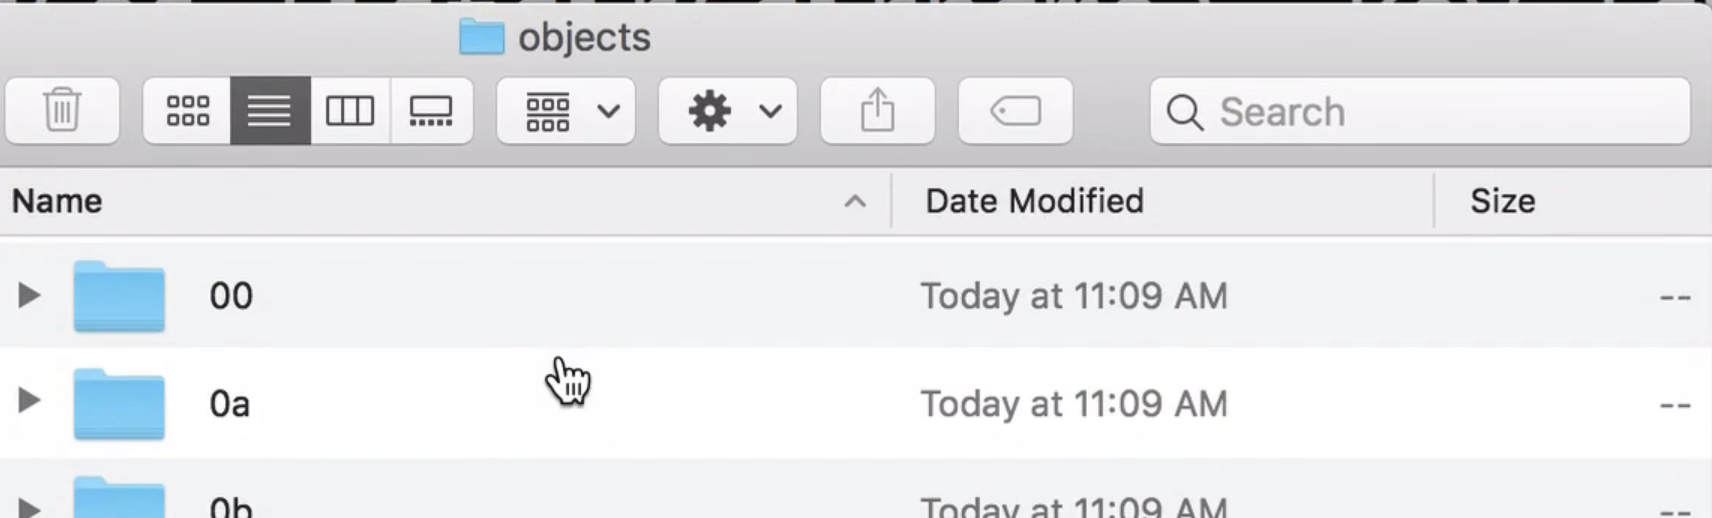 objects
Search
Name Date Modified Size
00 Today at 11:09 AM --
0a Today at 11:09 AM --
0b Today at 11:09 AM --